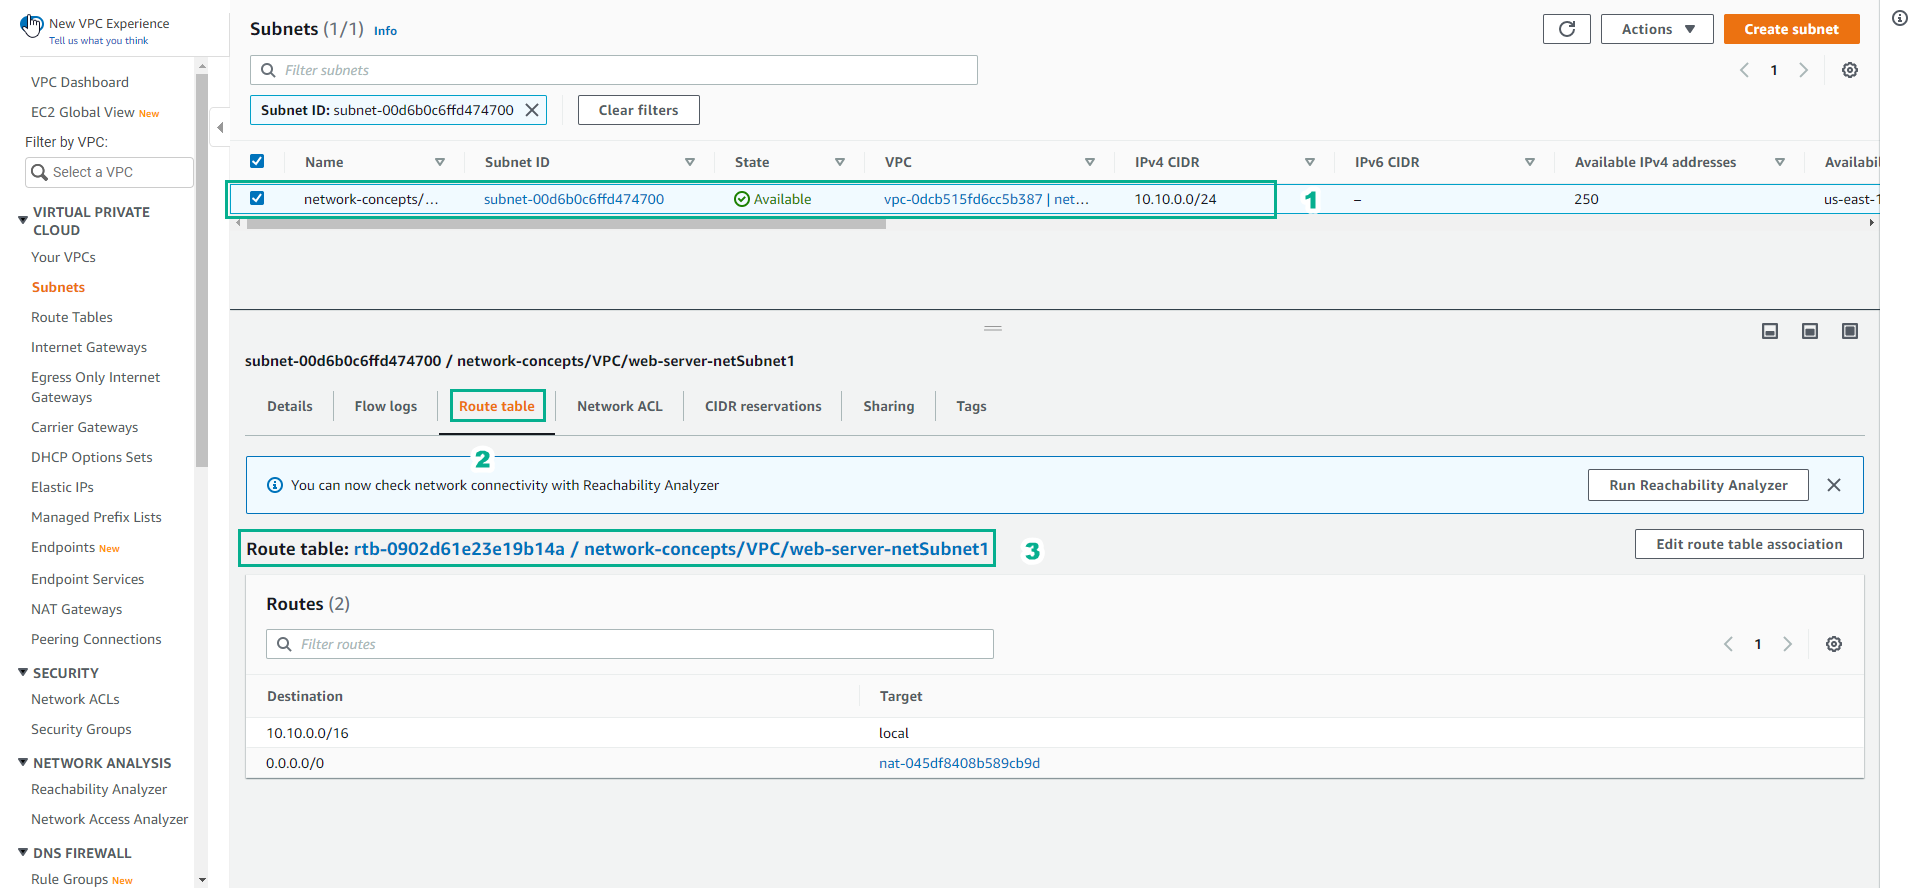 New VPC Experience
Tell us what you think
VPC Dashboard
EC2 Global View New
Filter by VPC:
Select a VPC
VIRTUAL PRIVATE
CLOUD
Your VPCs
Subnets
Route Tables
Internet Gateways
Egress Only Internet
Gateways
Carrier Gateways
DHCP Options Sets
Elastic IPs
Managed Prefix Lists
Endpoints New
Endpoint Services
NAT Gateways
Peering Connections
SECURITY
Network ACLs
Security Groups
NETWORK ANALYSIS
Reachability Analyzer
Network Access Analyzer
DNS FIREWALL
Rule Groups New
Subnets (1/1) Info
Actions
Create subnet
Filter subnets
1
Subnet ID: subnet-00d6b0c6ffd474700
Clear filters
Name Subnet ID State VPC IPv4 CIDR IPv6 CIDR Available IPv4 addresses Availabil
network-concepts/... subnet-00d6b0c6ffd474700 Available vpc-0dcb515fd6cc5b387 | net... 10.10.0.0/24 1 – 250 us-east-1
subnet-00d6b0c6ffd474700 / network-concepts/VPC/web-server-netSubnet1
Details Flow logs Route table Network ACL CIDR reservations Sharing Tags
2
You can now check network connectivity with Reachability Analyzer
Run Reachability Analyzer
Route table: rtb-0902d61e23e19b14a / network-concepts/VPC/web-server-netSubnet1
3
Edit route table association
Routes (2)
Filter routes
1
Destination Target
10.10.0.0/16 local
0.0.0.0/0 nat-045df8408b589cb9d